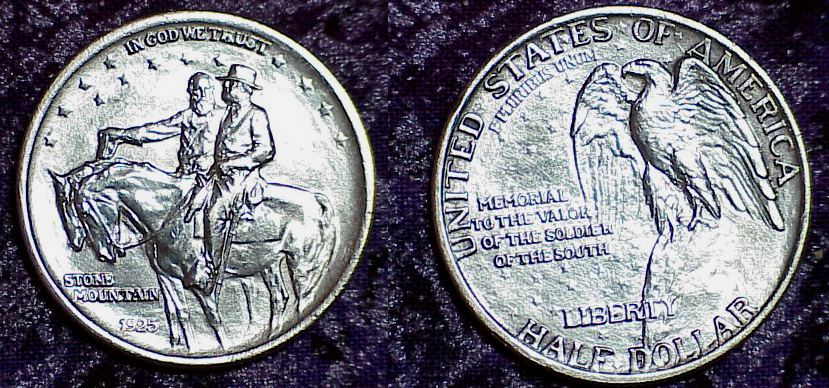 IN GOD WE TRUST
STONE
MOUNTAIN
1925
UNITED STATES OF AMERICA
E PLURIBUS UNUM
MEMORIAL
TO THE VALOR
OF THE SOLDIER
OF THE SOUTH
LIBERTY
HALF DOLLAR